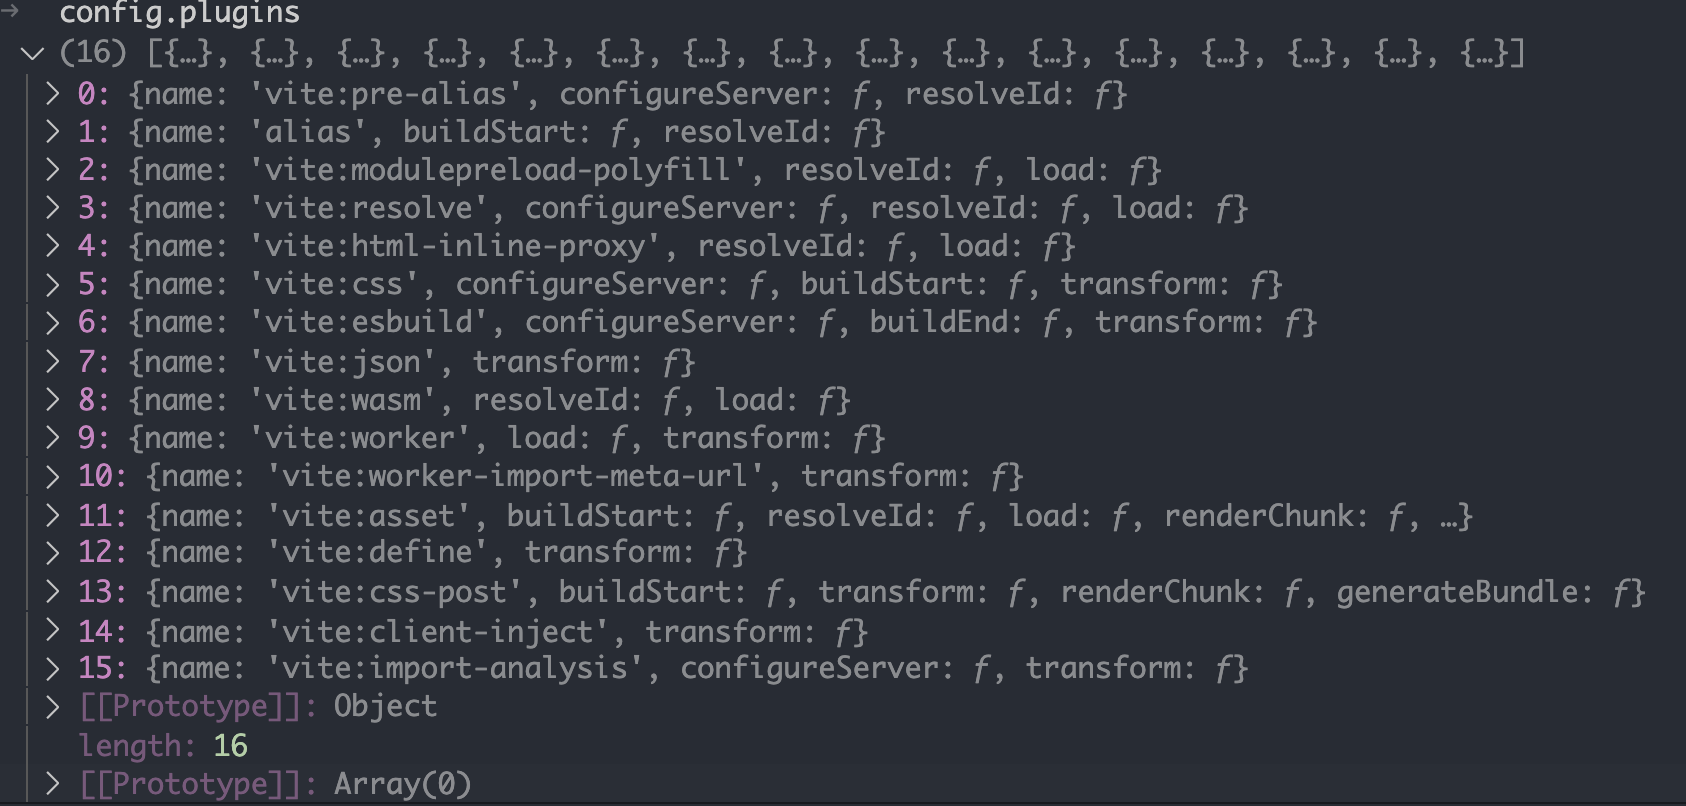 config.plugins
(16) [{…}, {…}, {…}, {…}, {…}, {…}, {…}, {…}, {…}, {…}, {…}, {…}, {…}, {…}, {…}, {…}]
0: {name: 'vite:pre-alias', configureServer: ƒ, resolveId: ƒ}
1: {name: 'alias', buildStart: ƒ, resolveId: ƒ}
2: {name: 'vite:modulepreload-polyfill', resolveId: ƒ, load: ƒ}
3: {name: 'vite:resolve', configureServer: ƒ, resolveId: ƒ, load: ƒ}
4: {name: 'vite:html-inline-proxy', resolveId: ƒ, load: ƒ}
5: {name: 'vite:css', configureServer: ƒ, buildStart: ƒ, transform: ƒ}
6: {name: 'vite:esbuild', configureServer: ƒ, buildEnd: ƒ, transform: ƒ}
7: {name: 'vite:json', transform: ƒ}
8: {name: 'vite:wasm', resolveId: ƒ, load: ƒ}
9: {name: 'vite:worker', load: ƒ, transform: ƒ}
10: {name: 'vite:worker-import-meta-url', transform: ƒ}
11: {name: 'vite:asset', buildStart: ƒ, resolveId: ƒ, load: ƒ, renderChunk: ƒ, …}
12: {name: 'vite:define', transform: ƒ}
13: {name: 'vite:css-post', buildStart: ƒ, transform: ƒ, renderChunk: ƒ, generateBundle: ƒ}
14: {name: 'vite:client-inject', transform: ƒ}
15: {name: 'vite:import-analysis', configureServer: ƒ, transform: ƒ}
[[Prototype]]: Object
length: 16
[[Prototype]]: Array(0)